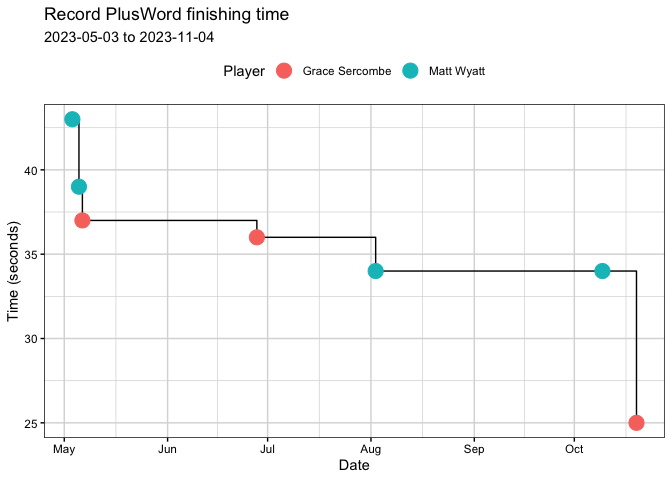 Record PlusWord finishing time
2023-05-03 to 2023-11-04
Player Grace Sercombe Matt Wyatt
40
35
30
25
Time (seconds)
May Jun Jul Aug Sep Oct
Date